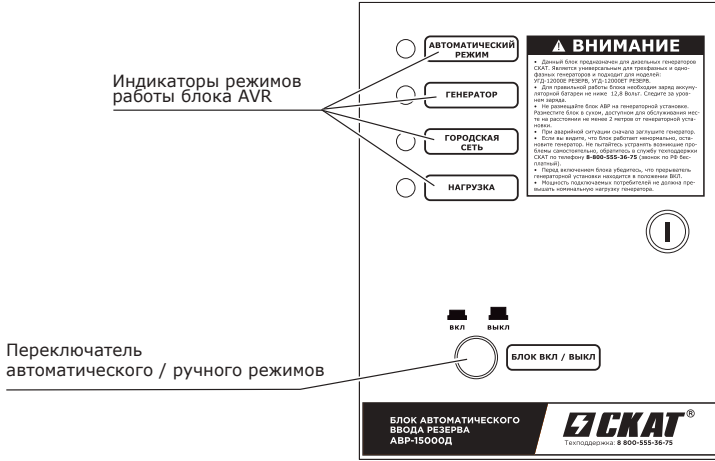 Индикаторы режимов
работы блока AVR
АВТОМАТИЧЕСКИЙ
РЕЖИМ
ГЕНЕРАТОР
ГОРОДСКАЯ
СЕТЬ
НАГРУЗКА
ВНИМАНИЕ
• Данный блок предназначен для дизельных генераторов
СКАТ. Является универсальным для трехфазных и одно-
фазных генераторов и подходит для моделей:
УГД-12000Е РЕЗЕРВ, УГД-12000ЕТ РЕЗЕРВ.
• Для правильной работы блока необходим заряд аккуму-
ляторной батареи не ниже 12,8 Вольт. Следите за уров-
нем заряда.
• Не размещайте блок АВР на генераторной установке.
Разместите блок в сухом, доступном для обслуживания мес-
те на расстоянии не менее 2 метров от генераторной уста-
новки.
• При аварийной ситуации сначала заглушите генератор.
• Если вы видите, что блок работает ненормально, оста-
новите генератор. Не пытайтесь устранять возникшие про-
блемы самостоятельно, обратитесь в службу техподдержки
СКАТ по телефону 8-800-555-36-75 (звонок по РФ бес-
платный).
• Перед включением блока убедитесь, что прерыватель
генераторной установки находится в положении ВКЛ.
• Мощность подключаемых потребителей не должна пре-
вышать номинальную нагрузку генератора.
ВКЛ ВЫКЛ
БЛОК ВКЛ / ВЫКЛ
Переключатель
автоматического / ручного режимов
БЛОК АВТОМАТИЧЕСКОГО
ВВОДА РЕЗЕРВА
АВР-15000Д
СКАТ®
Техподдержка: 8 800-555-36-75